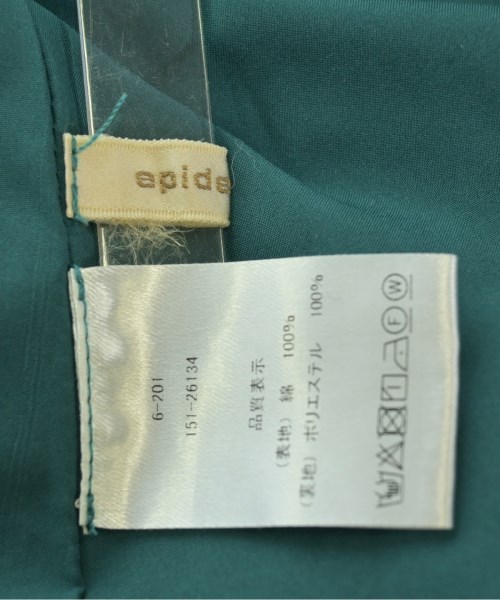 epide
6-201
151-26134
品質表示
(表地) 綿 100%
(裏地) ポリエステル 100%
F W